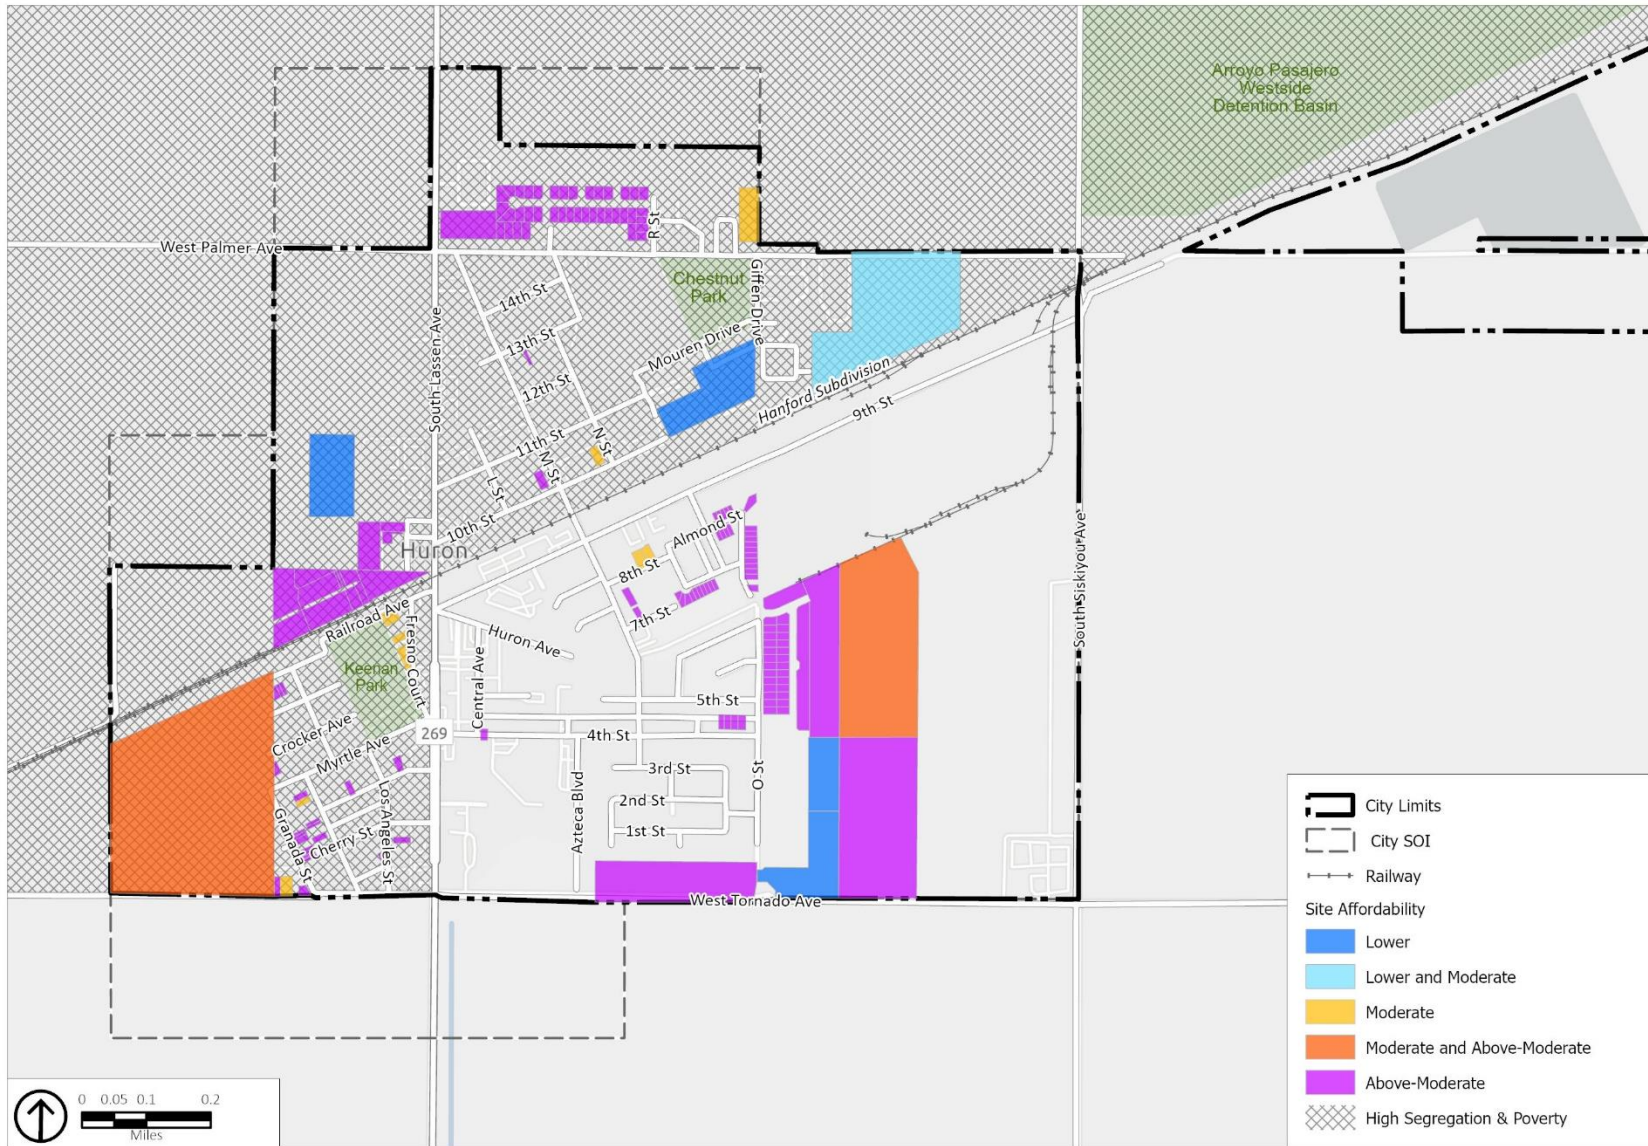 Arroyo Pasajero
Westside
Detention Basin
West Palmer Ave
R St
Chestnut
Park
Giffen Drive
14th St
South Lassen Ave
13th St
Mouren Drive
12th St
Hanford Subdivision
9th St
11th St
N St
M St
L St
10th St
Almond St
Huron
8th St
7th St
Railroad Ave
Fresno Court
Huron Ave
South Siskiyou Ave
Keenan
Park
Central Ave
5th St
269
4th St
Crocker Ave
Myrtle Ave
3rd St
O St
2nd St
Los Angeles St
Azteca Blvd
1st St
Granada St
Cherry St
West Tornado Ave
City Limits
City SOI
Railway
Site Affordability
Lower
Lower and Moderate
Moderate
Moderate and Above-Moderate
Above-Moderate
High Segregation & Poverty
0 0.05 0.1 0.2
Miles